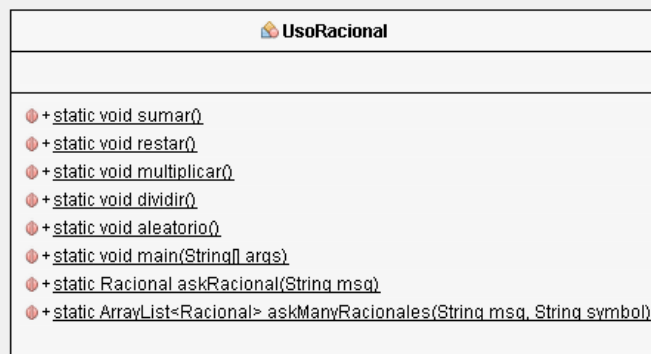 UsoRacional
+ static void sumar()
+ static void restar()
+ static void multiplicar()
+ static void dividir()
+ static void aleatorio()
+ static void main(String[] args)
+ static Racional askRacional(String msg)
+ static ArrayList<Racional> askManyRacionales(String msg, String symbol)